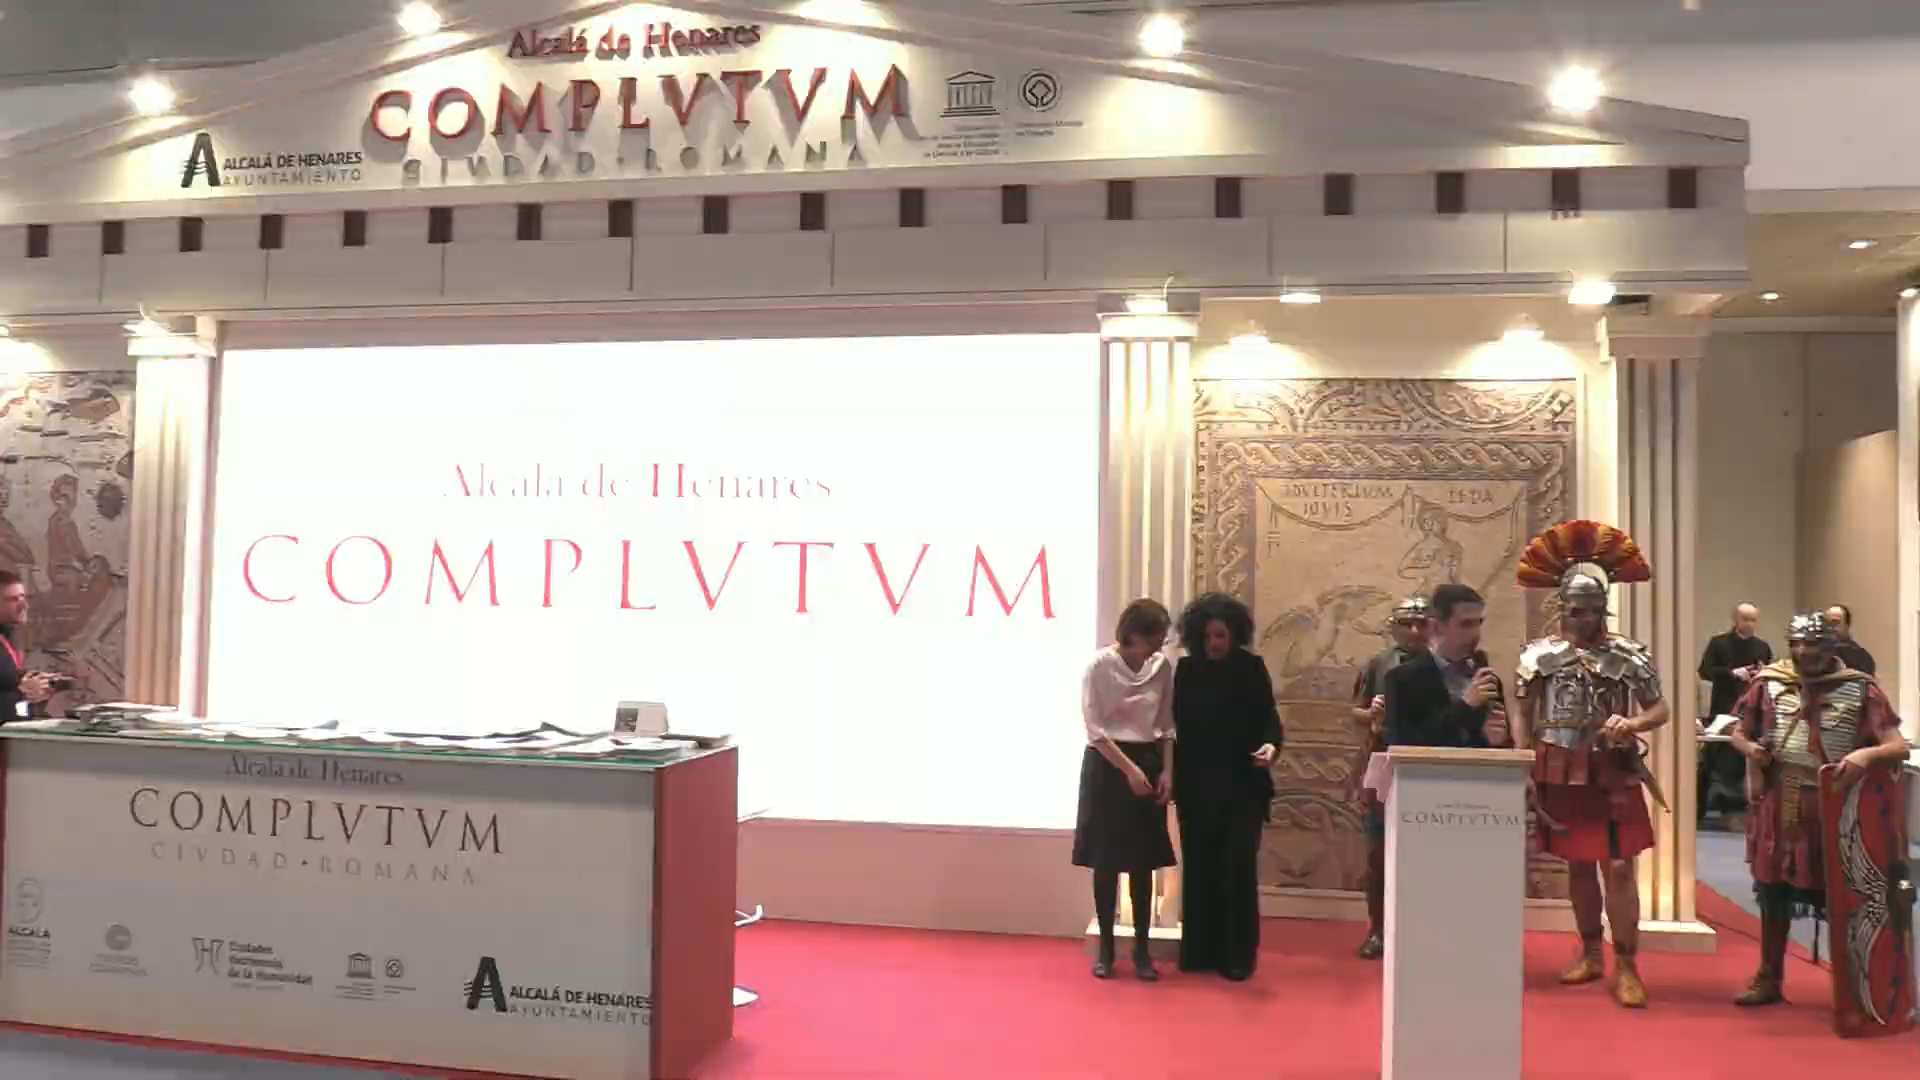 Alcalá de Henares
COMPLVTVM
CIVDAD·ROMANA
ALCALÁ DE HENARES
AYUNTAMIENTO
Alcalá de Henares
COMPLVTVM
ADVLTERIVM
IOVIS
LEDA
Alcalá de Henares
COMPLVTVM
CIVDAD·ROMANA
ALCALÁ
Ciudades
Patrimonio
de la Humanidad
ALCALÁ DE HENARES
AYUNTAMIENTO
COMPLVTVM